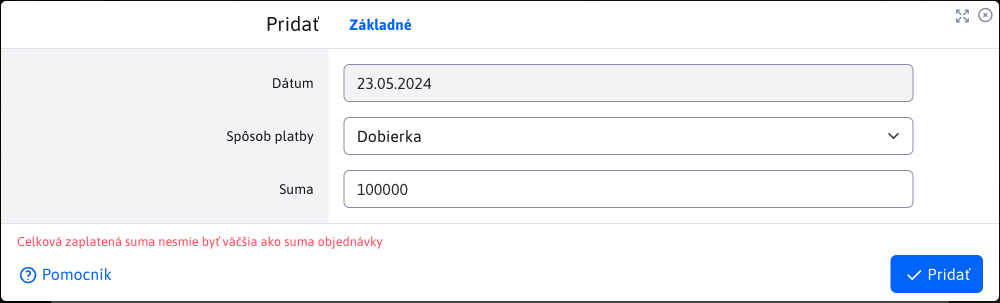 Pridať
Základné
Dátum
23.05.2024
Spôsob platby
Dobierka
Suma
100000
Celková zaplatená suma nesmie byť väčšia ako suma objednávky
Pomocník
Pridať